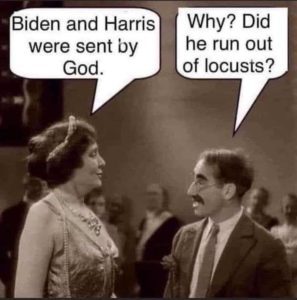 Biden and Harris
were sent by
God.
Why? Did
he run out
of locusts?